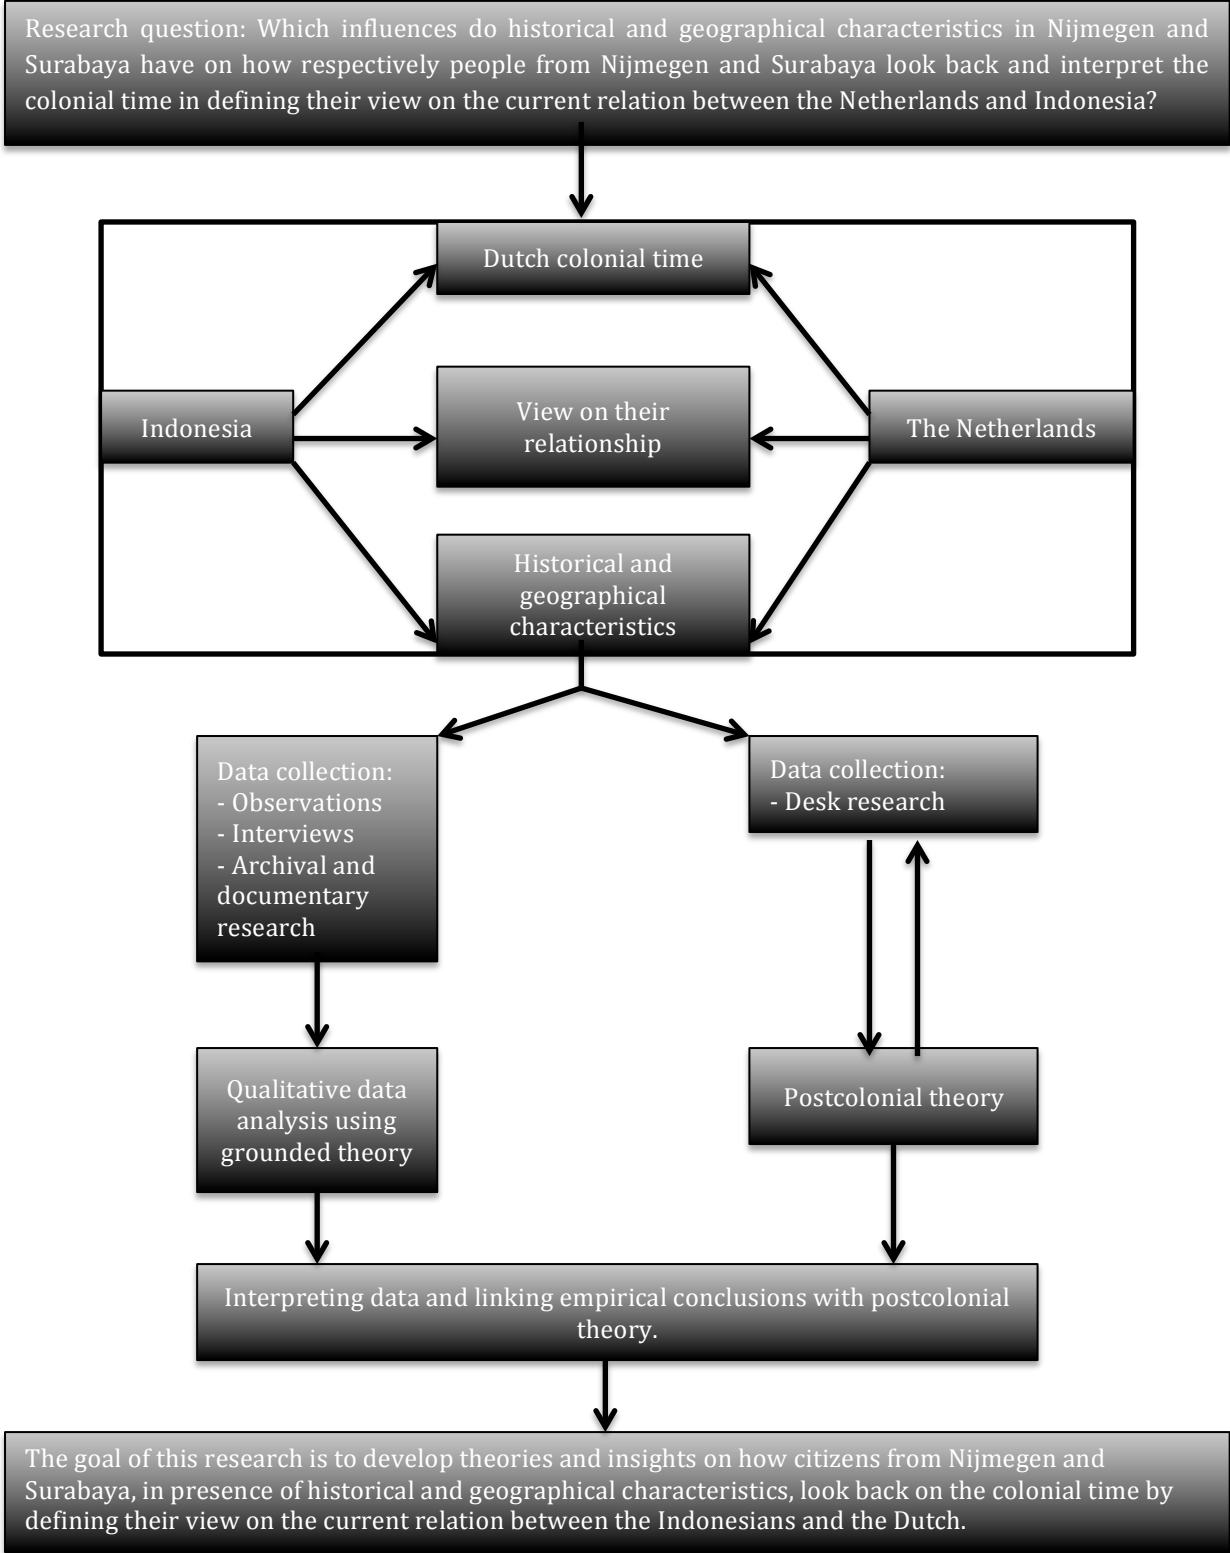 Research question: Which influences do historical and geographical characteristics in Nijmegen and
Surabaya have on how respectively people from Nijmegen and Surabaya look back and interpret the
colonial time in defining their view on the current relation between the Netherlands and Indonesia?
Dutch colonial time
Indonesia
View on their
relationship
The Netherlands
Historical and
geographical
characteristics
Data collection:
- Observations
- Interviews
- Archival and
documentary
research
Data collection:
- Desk research
Qualitative data
analysis using
grounded theory
Postcolonial theory
Interpreting data and linking empirical conclusions with postcolonial
theory.
The goal of this research is to develop theories and insights on how citizens from Nijmegen and
Surabaya, in presence of historical and geographical characteristics, look back on the colonial time by
defining their view on the current relation between the Indonesians and the Dutch.